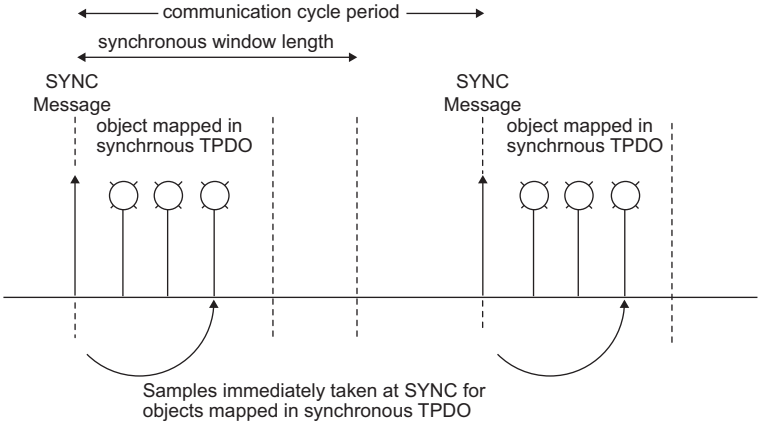 communication cycle period
synchronous window length
SYNC
Message
object mapped in
synchrnous TPDO
SYNC
Message
object mapped in
synchrnous TPDO
Samples immediately taken at SYNC for
objects mapped in synchronous TPDO